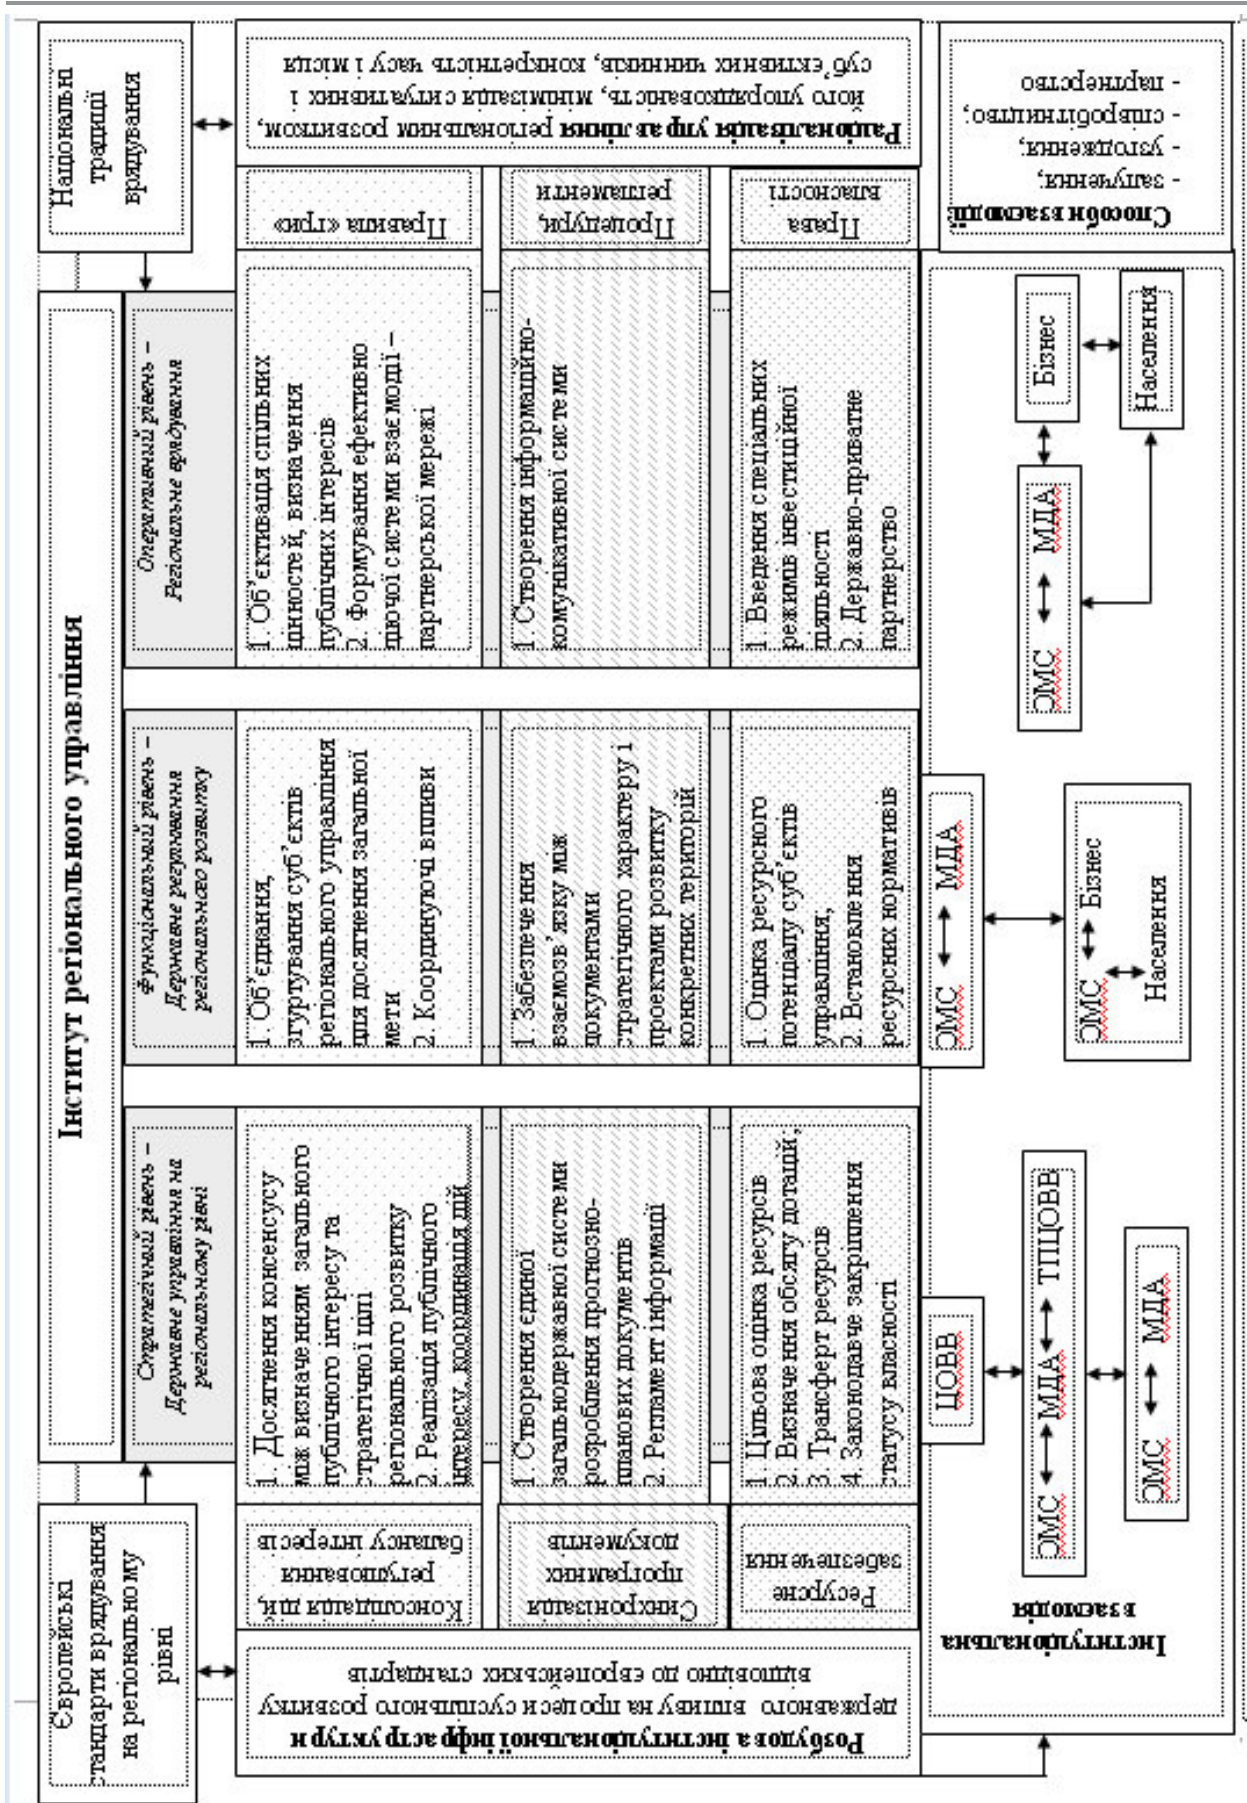 Європейські
стандарти врядування
на регіональному
рівні
Інститут регіонального управління
Національні
традиції
врядування
Стратегічний рівень –
Державне управління на
регіональному рівні
Функціональний рівень –
Державне регулювання
регіонального розвитку
Оперативний рівень –
Регіональне врядування
Розбудова інституціональної інфраструктури
державного впливу на процеси суспільного розвитку
відповідно до європейських стандартів
Консолідація дій,
регулювання
балансу інтересів
1. Досягнення консенсусу
між визначенням загального
публічного інтересу та
стратегічної цілі
регіонального розвитку
2. Реалізація публічного
інтересу, координація дій
1. Об’єднання,
згуртування суб’єктів
регіонального управління
для досягнення загальної
мети
2. Координуючі впливи
1. Об’єктивація спільних
цінностей, визначення
публічних інтересів
2. Формування ефективно
діючої системи взаємодії –
партнерської мережі
Правила «гри»
Синхронізація
програмних
документів
1. Створення єдиної
загальнодержавної системи
розроблення прогнозно-
планових документів
2. Регламент інформації
1. Забезпечення
взаємозв’язку між
документами
стратегічного характеру і
проектами розвитку
конкретних територій
1. Створення інформаційно-
комунікативної системи
Процедури,
регламенти
Ресурсне
забезпечення
1. Цільова оцінка ресурсів
2. Визначення обсягу дотацій;
3. Трансферт ресурсів
4. Законодавче закріплення
статусу власності
1. Оцінка ресурсного
потенціалу суб’єктів
управління,
2. Встановлення
ресурсних нормативів
1. Введення спеціальних
режимів інвестиційної
діяльності
2. Державно-приватне
партнерство
Права
власності
Раціоналізація управління регіональним розвитком,
його упорядкованість, мінімізація ситуативних і
суб’єктивних чинників, конкретність часу і місця
Інституціональна
взаємодія
ЦОВВ
ОМС МДА ТПЦОВВ
ОМС МДА
ОМС МДА
ОМС Бізнес
Населення
ОМС МДА
Бізнес
Населення
Способи взаємодії:
- залучення;
- узгодження;
- співробітництво;
- партнерство